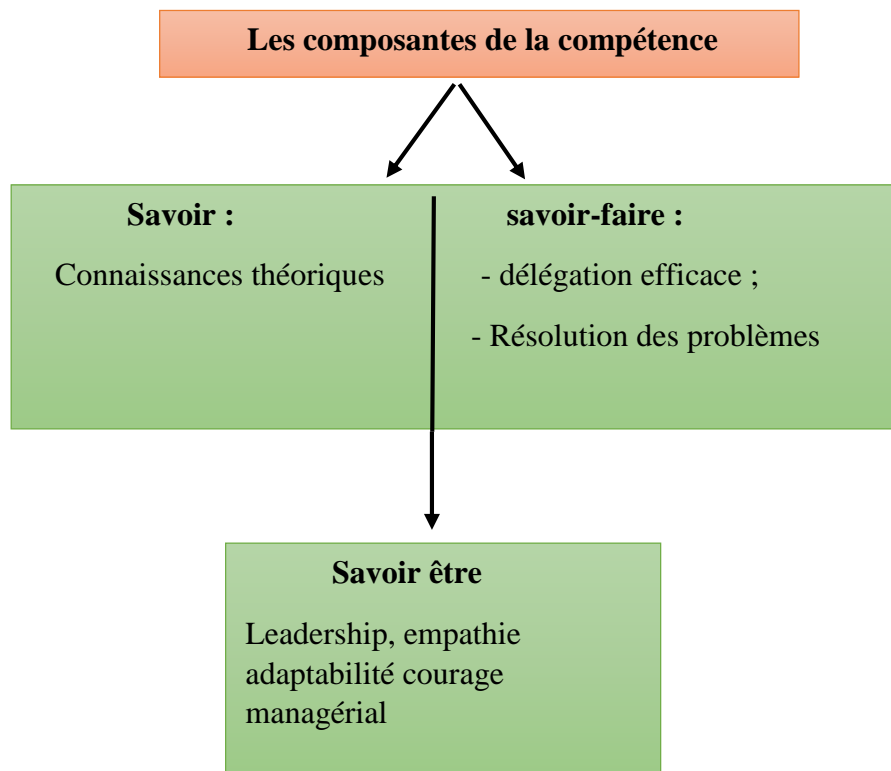 Les composantes de la compétence
Savoir :
Connaissances théoriques
savoir-faire :
- délégation efficace ;
- Résolution des problèmes
Savoir être
Leadership, empathie
adaptabilité courage
managérial